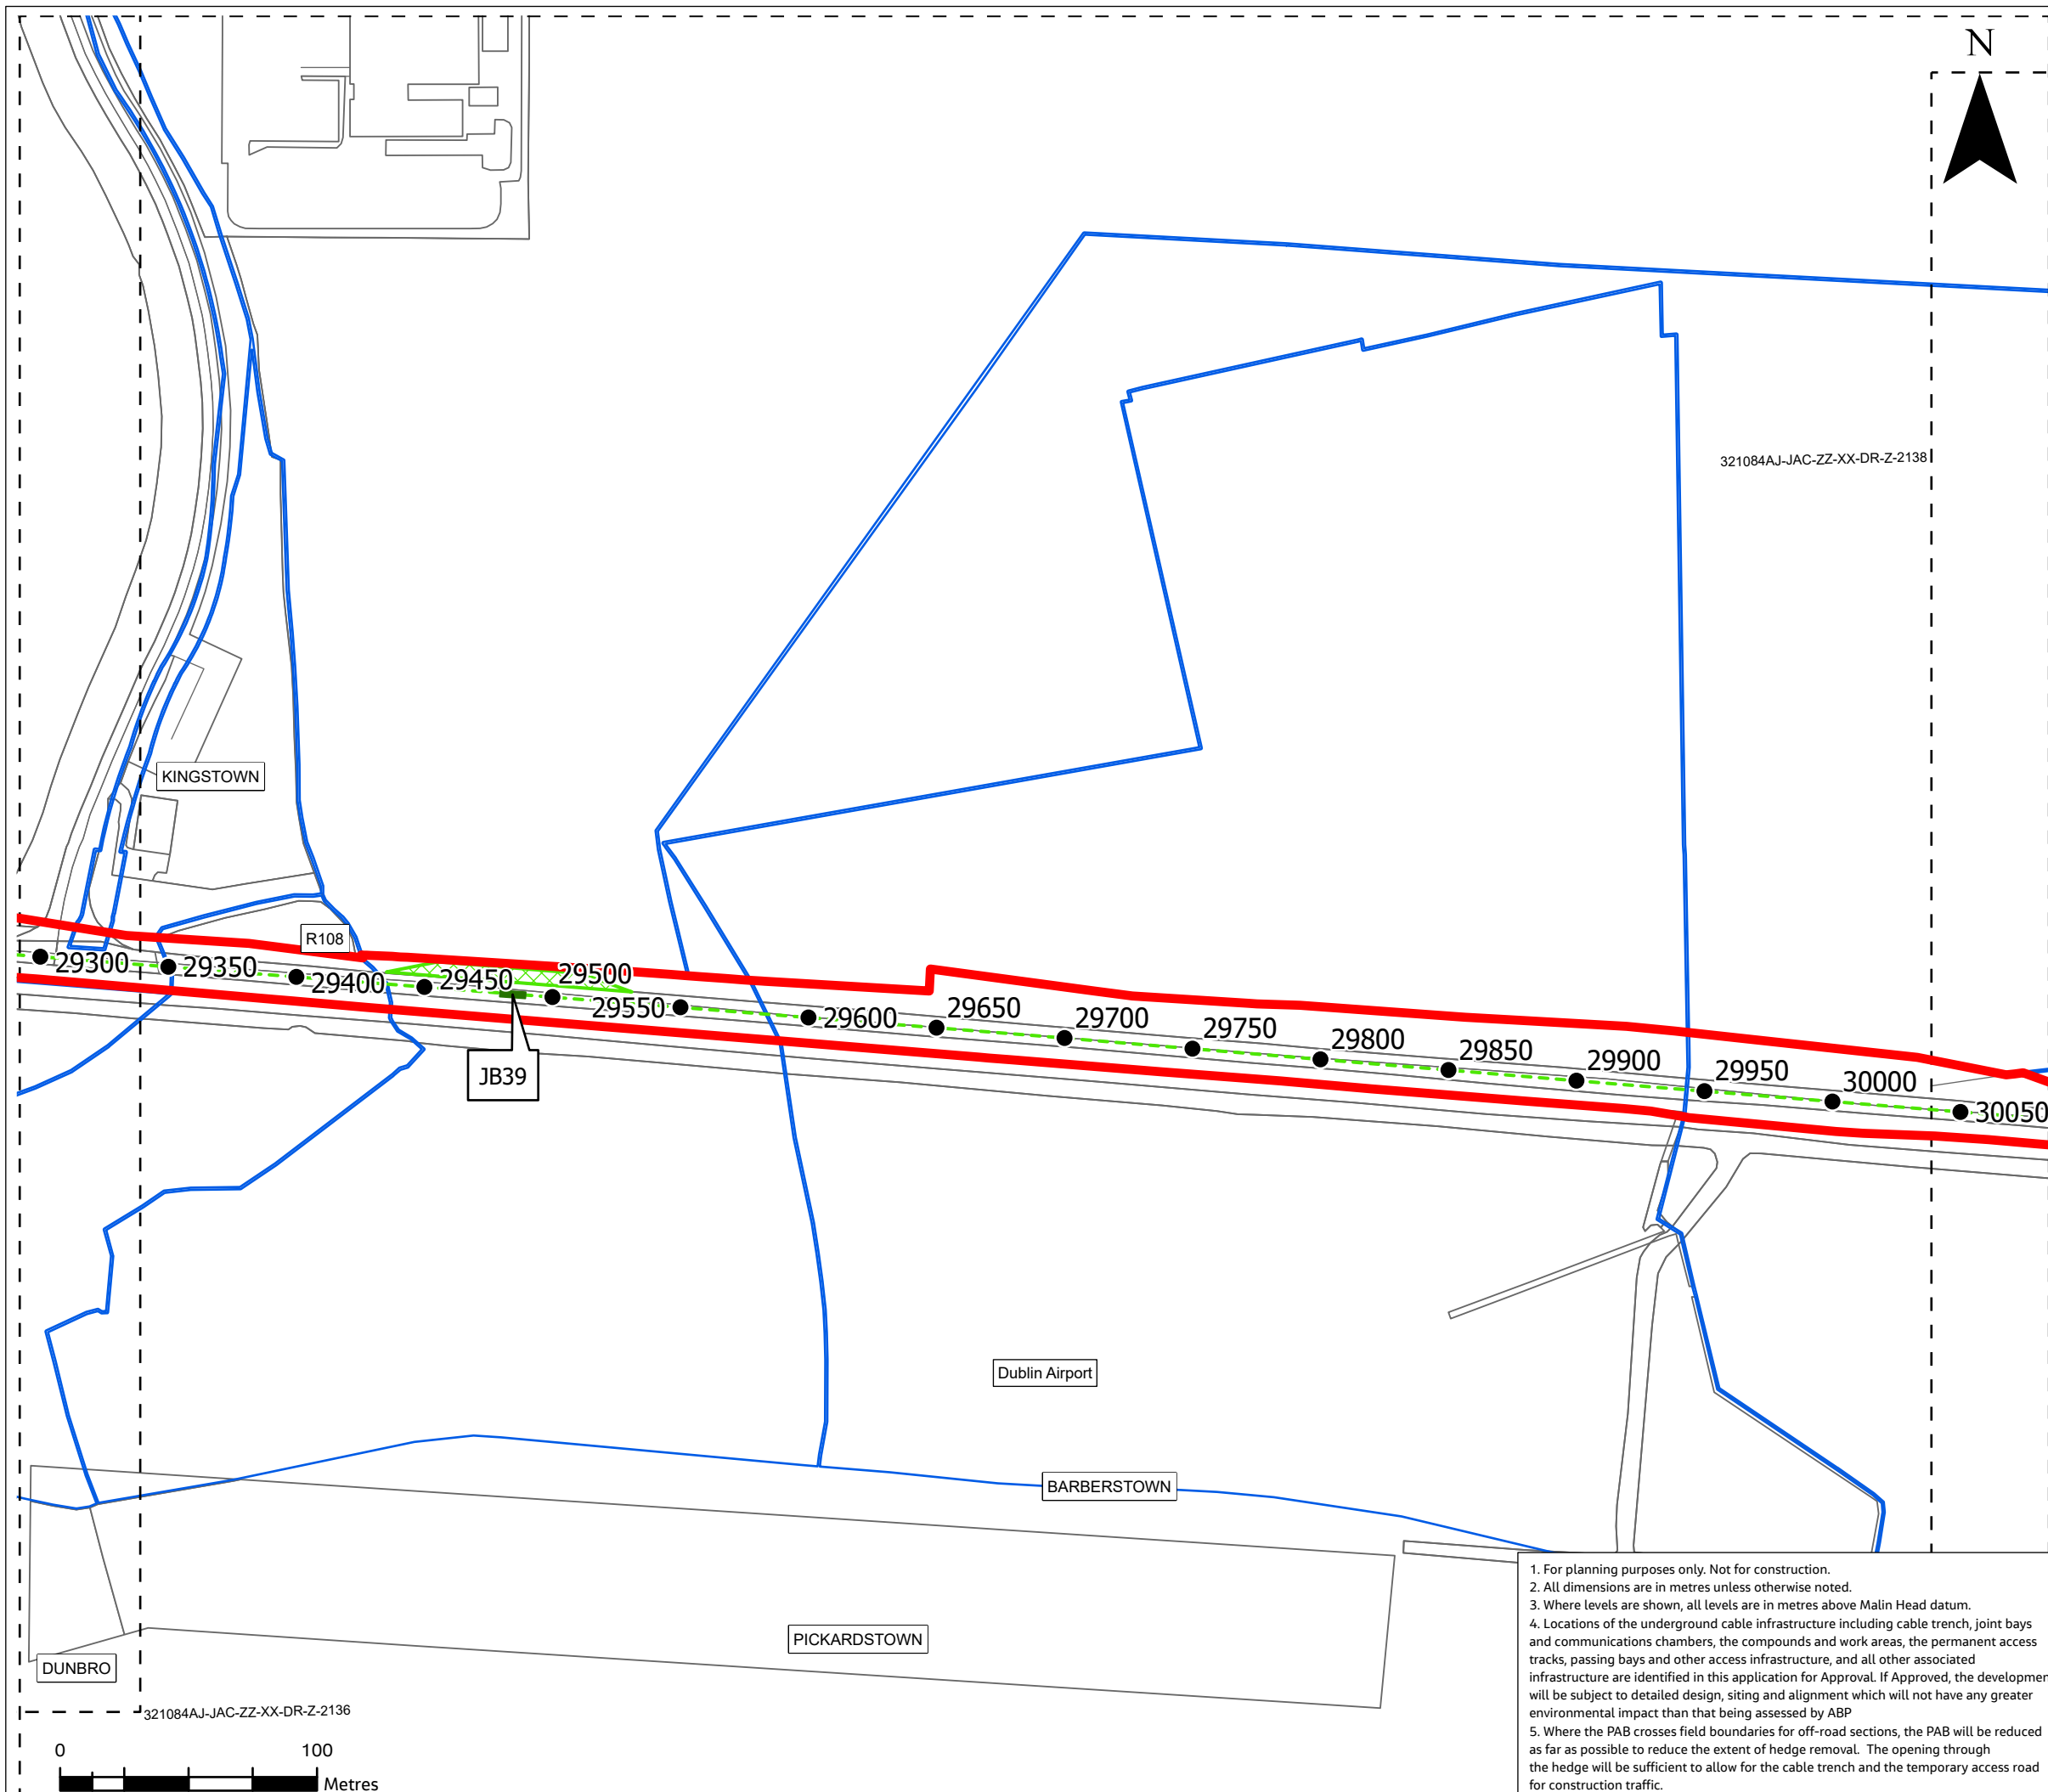 N
321084AJ-JAC-ZZ-XX-DR-Z-2138
KINGSTOWN
R108
29300
29350
29400
29450
29500
29550
29600
29650
29700
29750
29800
29850
29900
29950
30000
30050
JB39
Dublin Airport
BARBERSTOWN
PICKARDSTOWN
DUNBRO
321084AJ-JAC-ZZ-XX-DR-Z-2136
0 100
Metres
1. For planning purposes only. Not for construction.
2. All dimensions are in metres unless otherwise noted.
3. Where levels are shown, all levels are in metres above Malin Head datum.
4. Locations of the underground cable infrastructure including cable trench, joint bays
and communications chambers, the compounds and work areas, the permanent access
tracks, passing bays and other access infrastructure, and all other associated
infrastructure are identified in this application for Approval. If Approved, the developmen
will be subject to detailed design, siting and alignment which will not have any greater
environmental impact than that being assessed by ABP
5. Where the PAB crosses field boundaries for off-road sections, the PAB will be reduced
as far as possible to reduce the extent of hedge removal. The opening through
the hedge will be sufficient to allow for the cable trench and the temporary access road
for construction traffic.